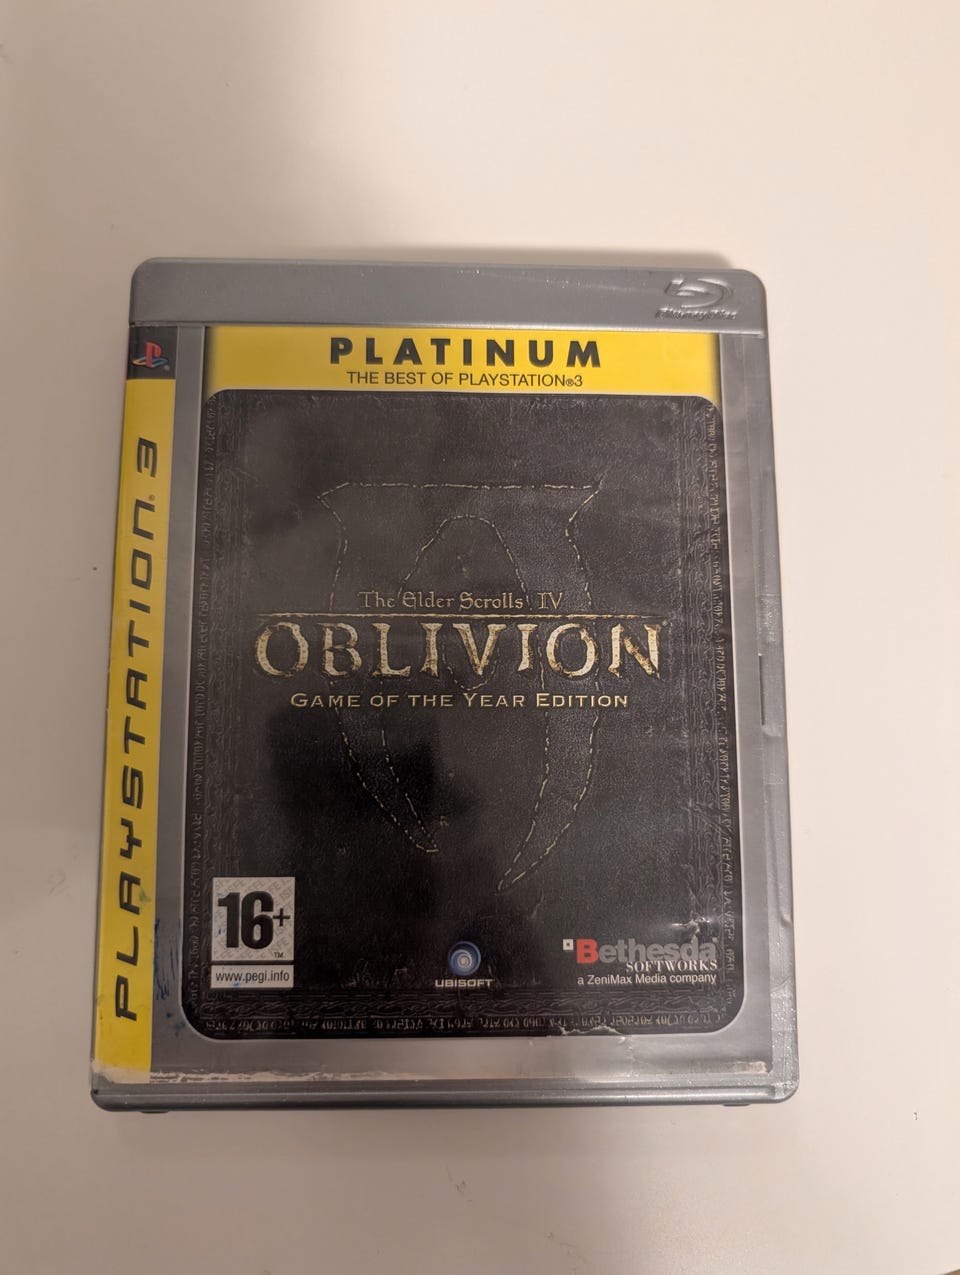 PLATINUM
THE BEST OF PLAYSTATION®3
PLAYSTATION® 3
The Elder Scrolls IV
OBLIVION®
GAME OF THE YEAR EDITION
16+
TM
www.pegi.info
UBISOFT
Bethesda®
SOFTWORKS
a ZeniMax Media company